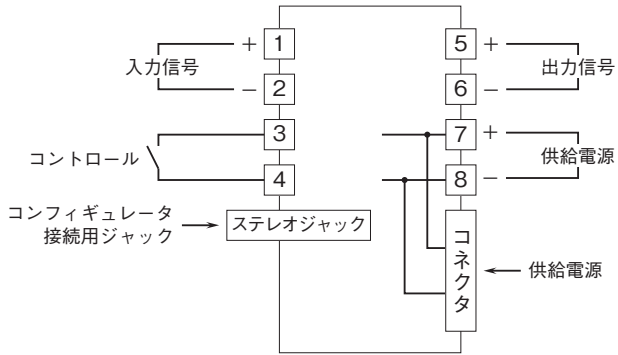 入力信号
+ 1
− 2
コントロール
3
4
コンフィギュレータ
接続用ジャック
ステレオジャック
5 +
6 −
出力信号
7 +
8 −
供給電源
コネクタ
供給電源